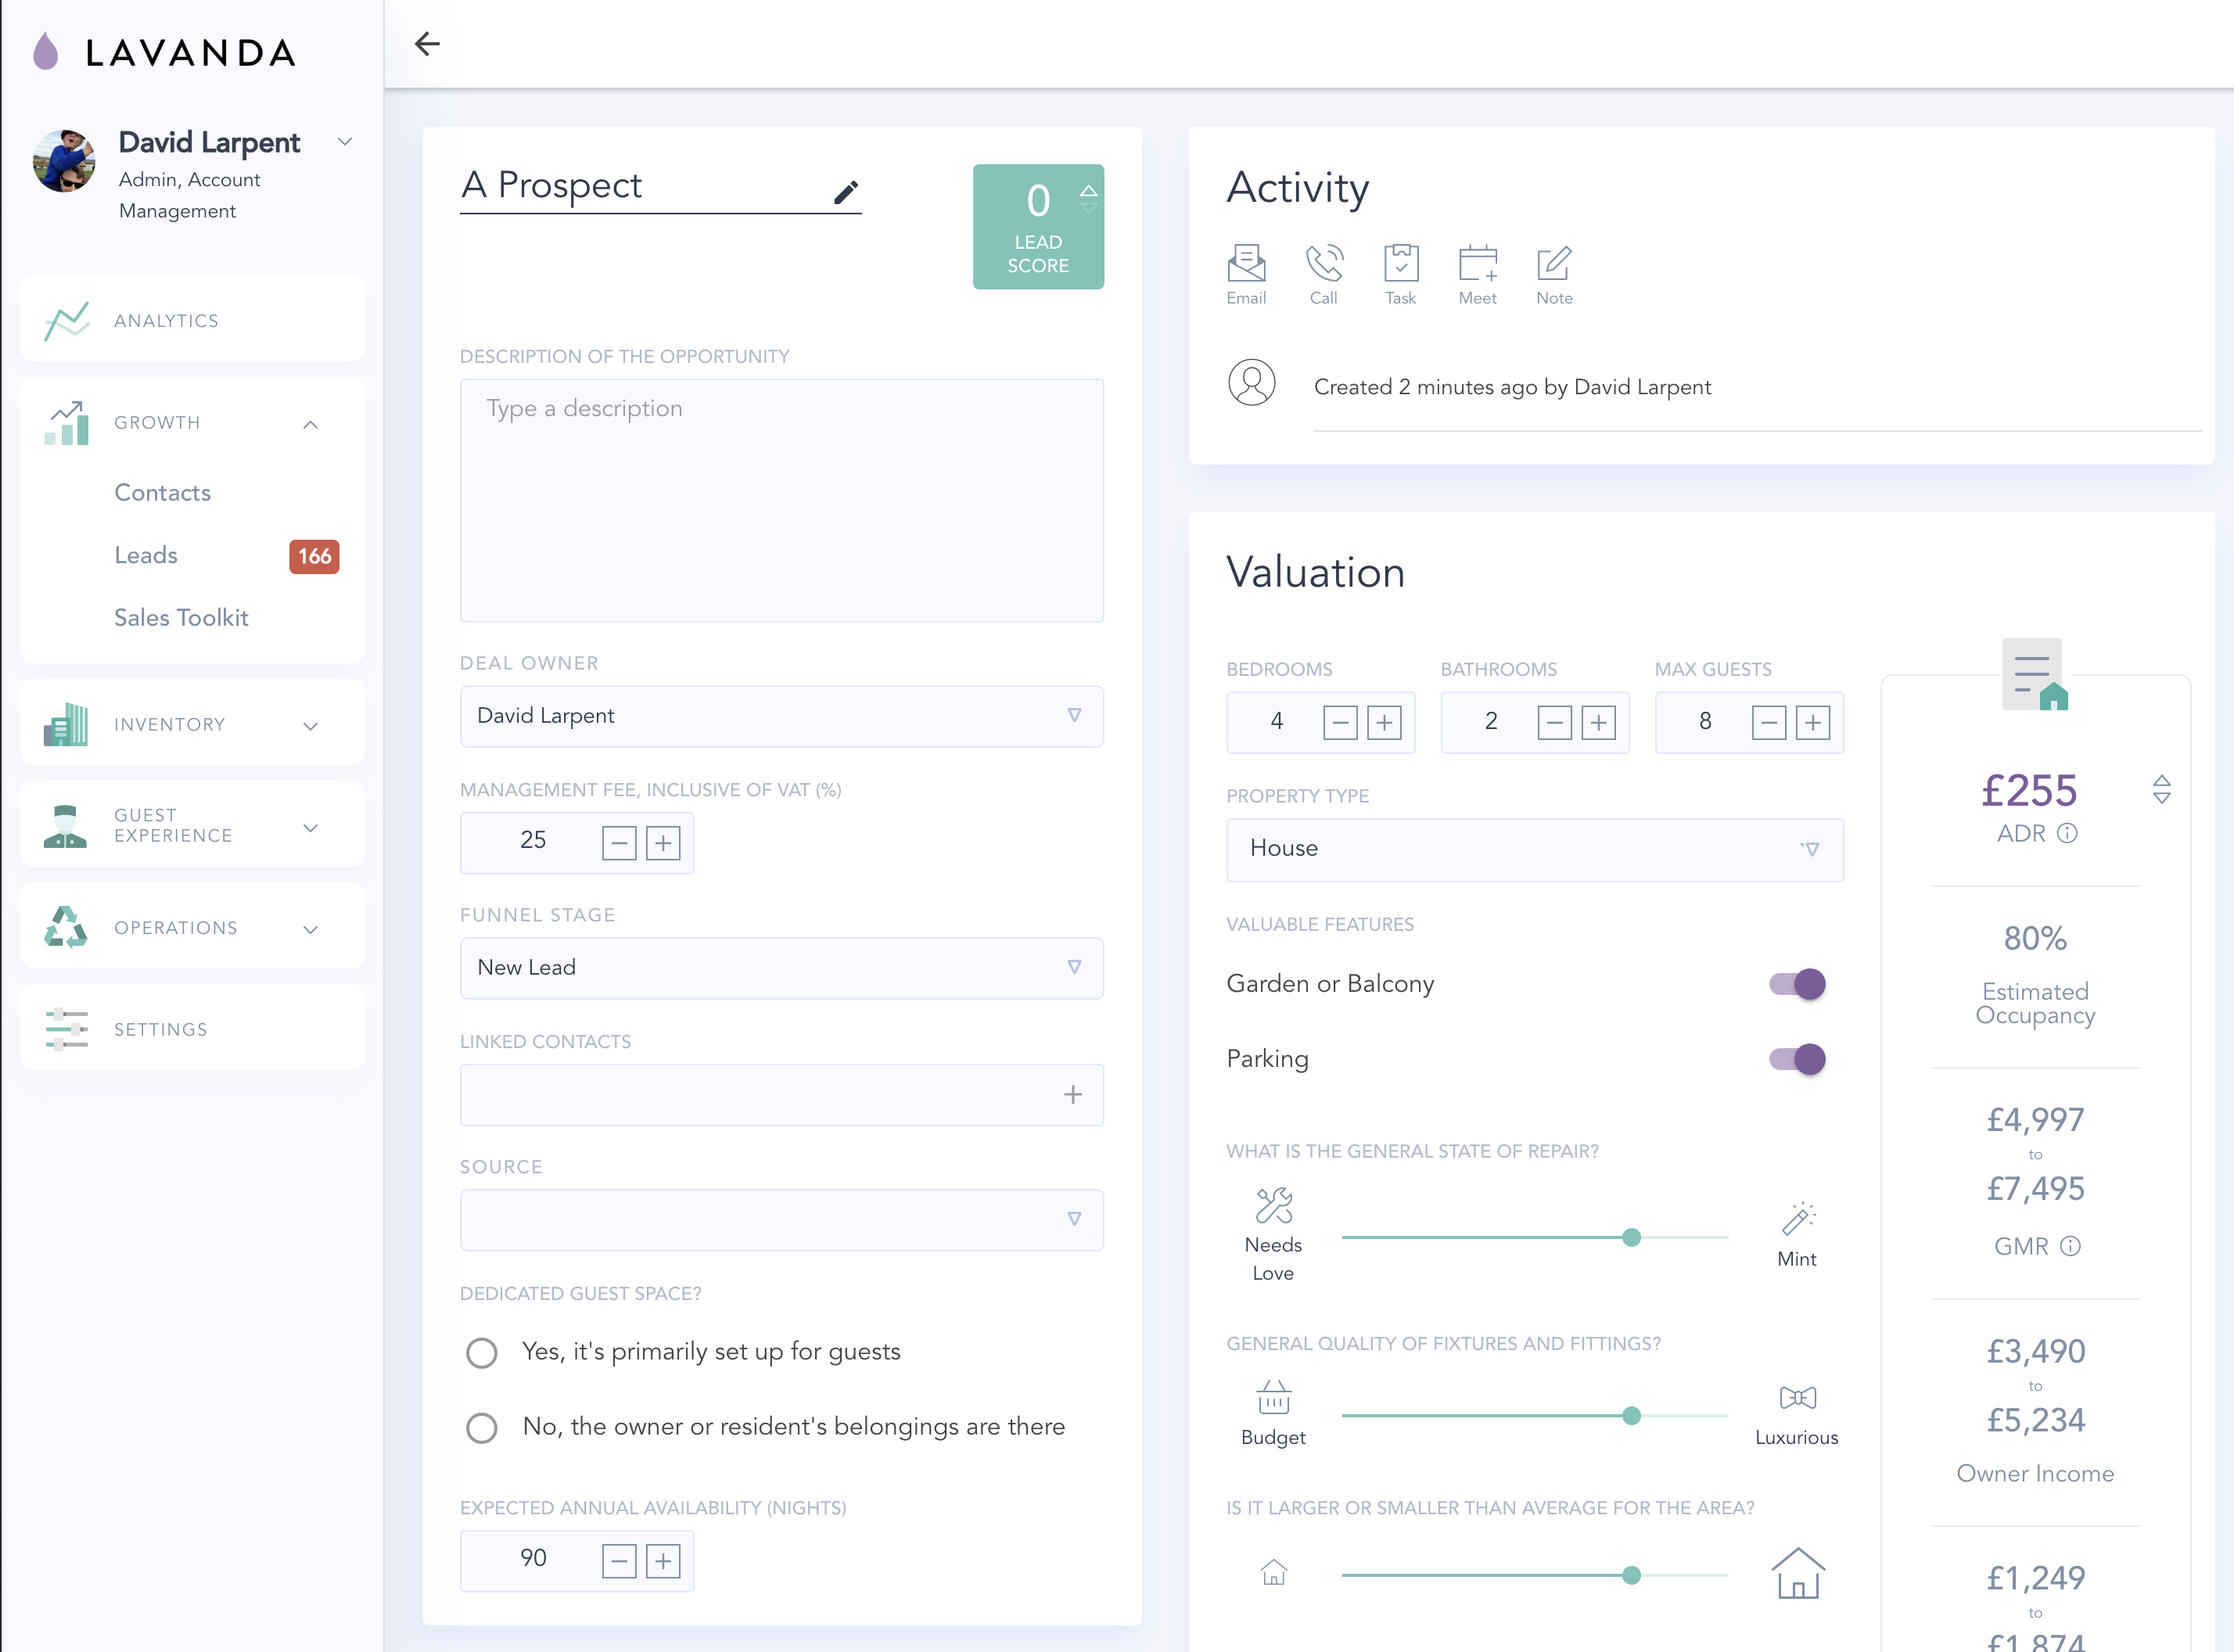 LAVANDA
David Larpent
Admin, Account
Management
ANALYTICS
GROWTH
Contacts
Leads 166
Sales Toolkit
INVENTORY
GUEST
EXPERIENCE
OPERATIONS
SETTINGS
A Prospect
0
LEAD
SCORE
DESCRIPTION OF THE OPPORTUNITY
Type a description
DEAL OWNER
David Larpent
MANAGEMENT FEE, INCLUSIVE OF VAT (%)
25
FUNNEL STAGE
New Lead
LINKED CONTACTS
SOURCE
DEDICATED GUEST SPACE?
Yes, it's primarily set up for guests
No, the owner or resident's belongings are there
EXPECTED ANNUAL AVAILABILITY (NIGHTS)
90
Activity
Email Call Task Meet Note
Created 2 minutes ago by David Larpent
Valuation
BEDROOMS BATHROOMS MAX GUESTS
4 2 8
PROPERTY TYPE
House
VALUABLE FEATURES
Garden or Balcony
Parking
WHAT IS THE GENERAL STATE OF REPAIR?
Needs
Love
Mint
GENERAL QUALITY OF FIXTURES AND FITTINGS?
Budget
Luxurious
IS IT LARGER OR SMALLER THAN AVERAGE FOR THE AREA?
£255
ADR
80%
Estimated
Occupancy
£4,997
to
£7,495
GMR
£3,490
to
£5,234
Owner Income
£1,249
to
£1,874